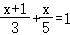 x+1/3 + x/5 = 1